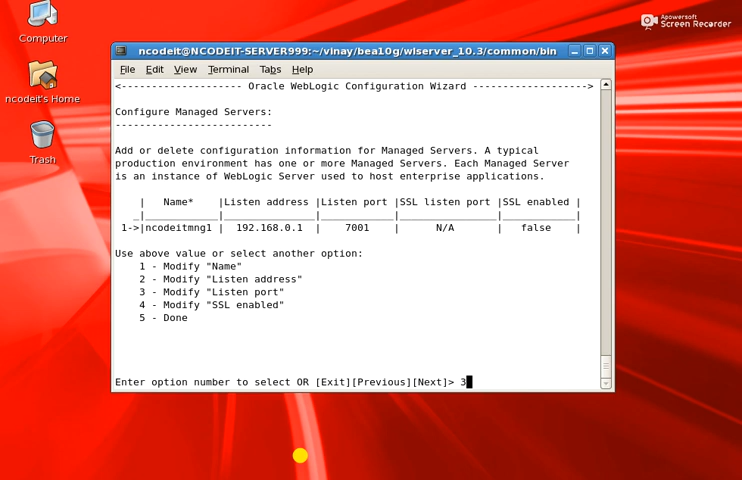 Computer
ncodeit's Home
Trash
Apowersoft
Screen Recorder
ncodeit@NCODEIT-SERVER999:~/vinay/bea10g/wlserver_10.3/common/bin
File Edit View Terminal Tabs Help
<------------------- Oracle WebLogic Configuration Wizard ------------------>
Configure Managed Servers:
-------------------------
Add or delete configuration information for Managed Servers. A typical
production environment has one or more Managed Servers. Each Managed Server
is an instance of WebLogic Server used to host enterprise applications.
| Name* |Listen address |Listen port |SSL listen port |SSL enabled |
_|____________|_______________|____________|________________|____________|
1->|ncodeitmng1 | 192.168.0.1 | 7001 | N/A | false |
Use above value or select another option:
1 - Modify "Name"
2 - Modify "Listen address"
3 - Modify "Listen port"
4 - Modify "SSL enabled"
5 - Done
Enter option number to select OR [Exit][Previous][Next]> 3